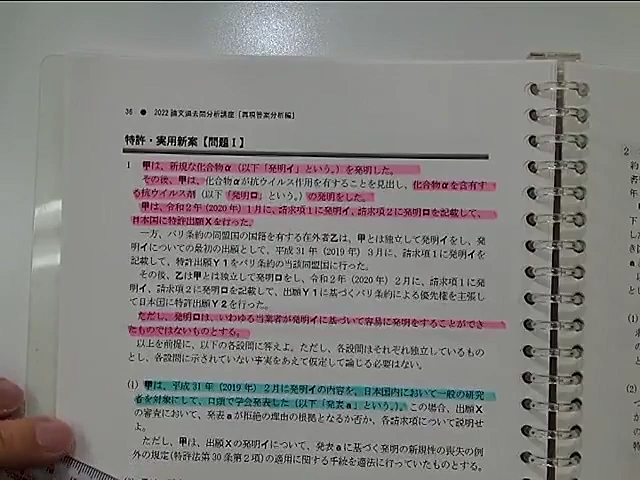 36 ● 2022 論文過去問分析講座［再現答案分析編］
特許・実用新案【問題Ⅰ】
1 甲は、新規な化合物α（以下「発明イ」という。）を発明した。
その後、甲は、化合物αが抗ウイルス作用を有することを見出し、化合物αを含有す
る抗ウイルス剤（以下「発明ロ」という。）の発明をした。
甲は、令和2年（2020年）1月に、請求項1に発明イ、請求項2に発明ロを記載して、
日本国に特許出願Xを行った。
一方、パリ条約の同盟国の国籍を有する在外者乙は、甲とは独立して発明イをし、発
明イについての最初の出願として、平成31年（2019年）3月に、請求項1に発明イを
記載して、特許出願Y1をパリ条約の当該同盟国に行った。
その後、乙は甲とは独立して発明ロをし、令和2年（2020年）2月に、請求項1に発
明イ、請求項2に発明ロを記載し、出願Y1に基づくパリ条約による優先権を主張し
て日本国に特許出願Y2を行った。
ただし、発明ロは、いわゆる当業者が発明イに基づいて容易に発明をすることができ
たものではないものとする。
以上を前提に、以下の各設問に答えよ。ただし、各設問はそれぞれ独立しているもの
とし、各設問に示されていない事実をあえて仮定して論じる必要はない。
(1) 甲は、平成31年（2019年）2月に発明イの内容を、日本国内において一般の研究
者を対象にして、口頭で学会発表した（以下「発表a」という。）。この場合、出願X
の審査において、発表aが拒絶の理由の根拠となるか否か、各請求項について説明せ
よ。
ただし、甲は、出願Xの発明イについて、発表aに基づく発明の新規性の喪失の例
外の規定(特許法第30条第2項)の適用に関する手続を適法に行っていたものとする。
2
(1)
(2)